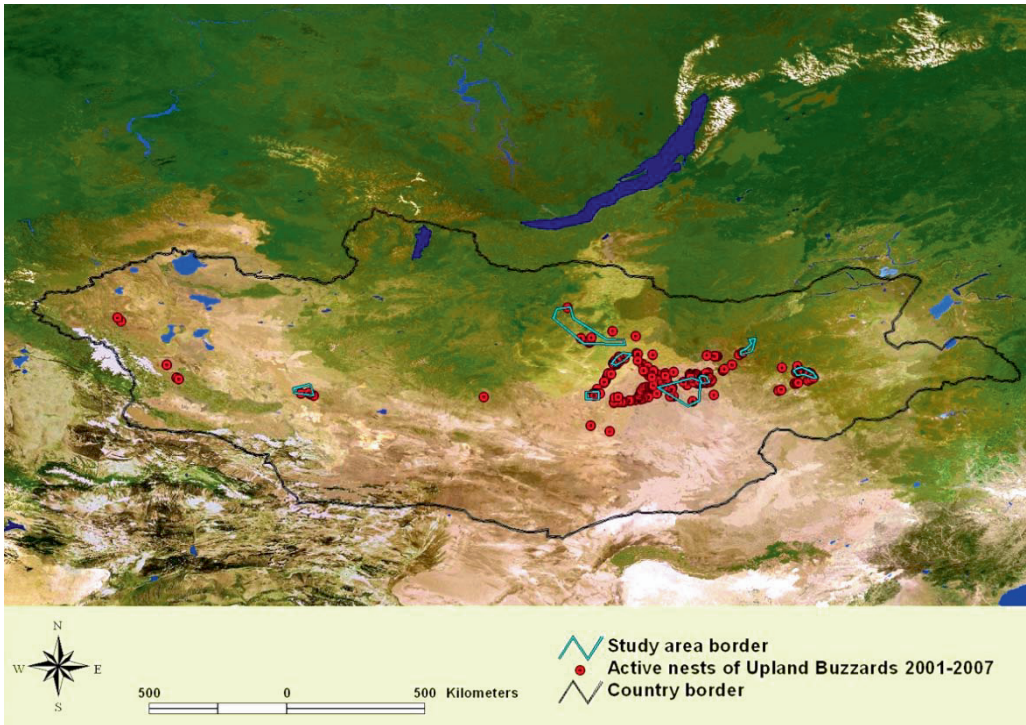 N
W E
S
500 0 500 Kilometers
Study area border
Active nests of Upland Buzzards 2001-2007
Country border